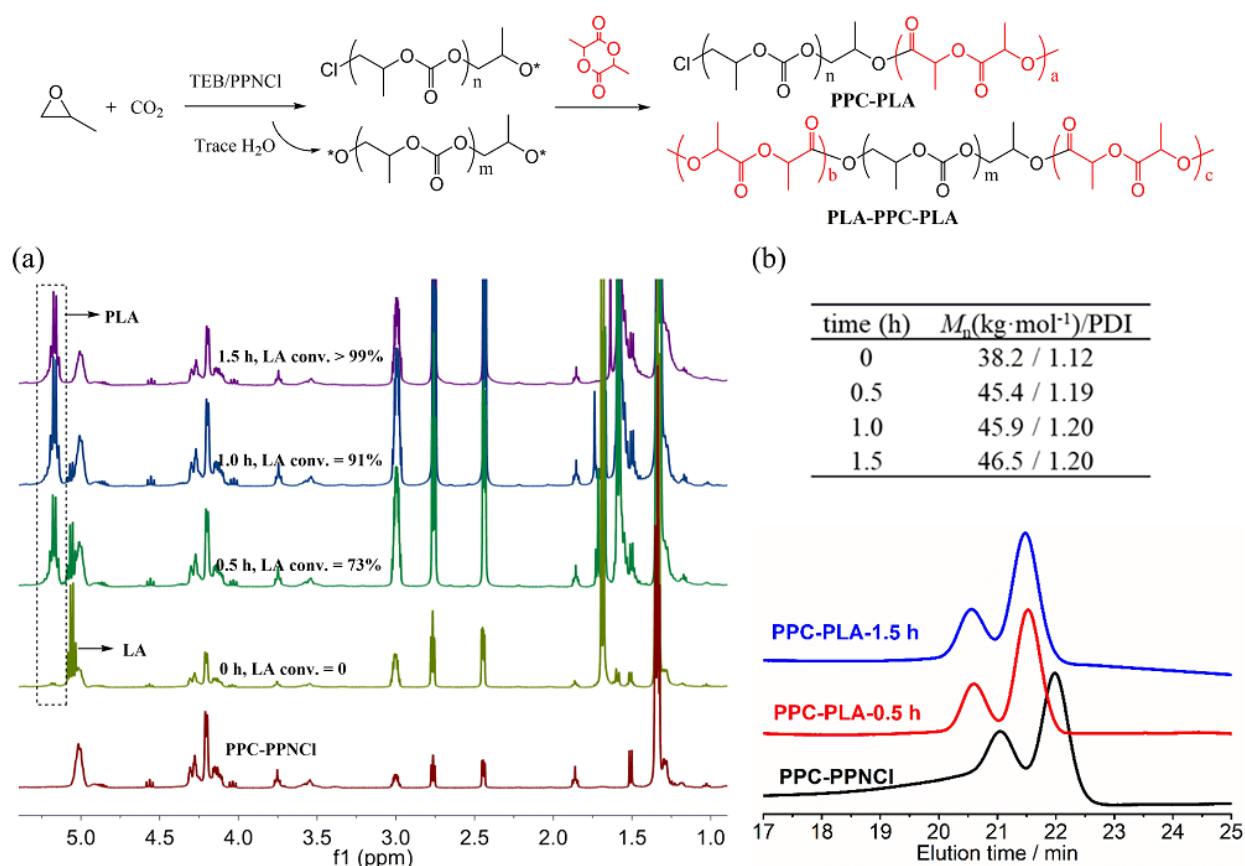 + CO₂
TEB/PPNCl
Trace H₂O
Cl
O
O
O
n
O*
*O
O
O
O
m
O*
O
O
O
O
Cl
O
O
O
n
O
O
O
O
O
a
PPC-PLA
O
O
O
O
b
O
O
O
O
m
O
O
O
O
O
c
PLA-PPC-PLA
(a)
PLA
1.5 h, LA conv. > 99%
1.0 h, LA conv. = 91%
0.5 h, LA conv. = 73%
LA
0 h, LA conv. = 0
PPC-PPNCl
5.0 4.5 4.0 3.5 3.0 2.5 2.0 1.5 1.0
f1 (ppm)
(b)
time (h) Mn(kg·mol⁻¹)/PDI
0 38.2 / 1.12
0.5 45.4 / 1.19
1.0 45.9 / 1.20
1.5 46.5 / 1.20
PPC-PLA-1.5 h
PPC-PLA-0.5 h
PPC-PPNCl
17 18 19 20 21 22 23 24 25
Elution time / min